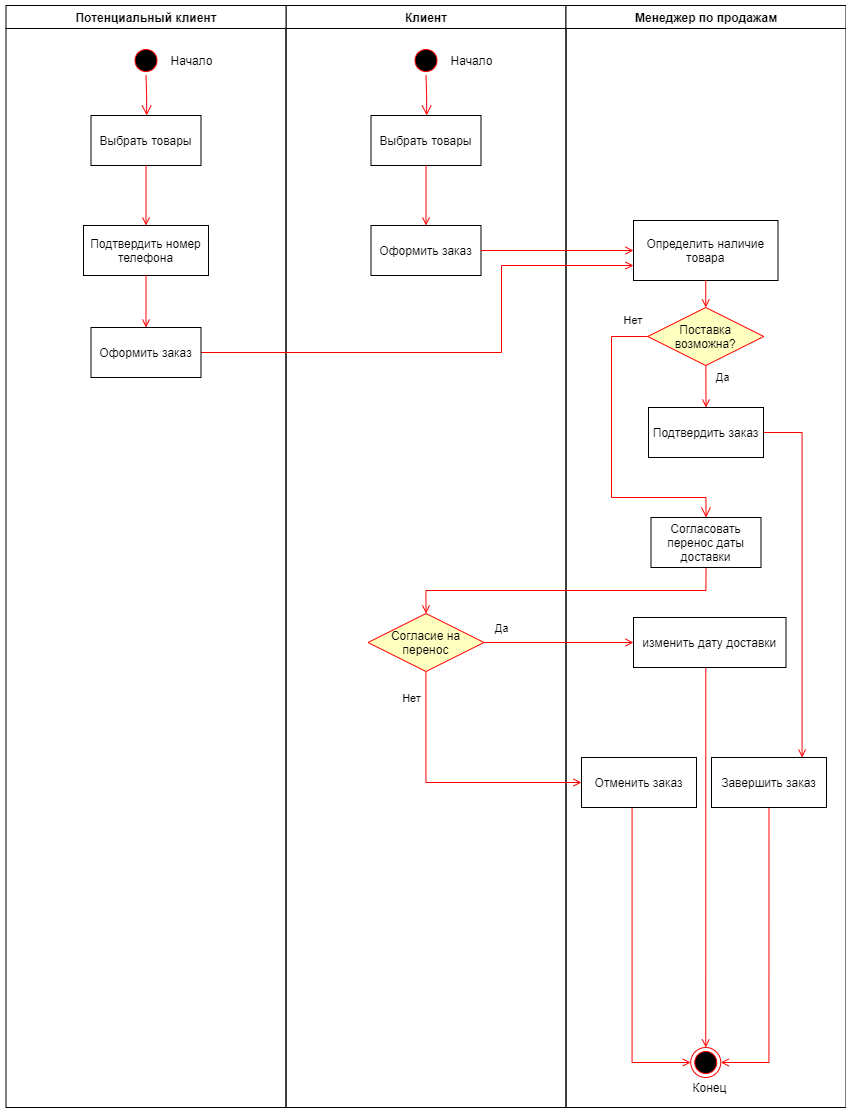 Потенциальный клиент
Клиент
Менеджер по продажам
Начало
Начало
Выбрать товары
Выбрать товары
Подтвердить номер
телефона
Оформить заказ
Определить наличие
товара
Оформить заказ
Нет
Поставка
возможна?
Да
Подтвердить заказ
Согласовать
перенос даты
доставки
Согласие на
перенос
Да
изменить дату доставки
Нет
Отменить заказ
Завершить заказ
Конец